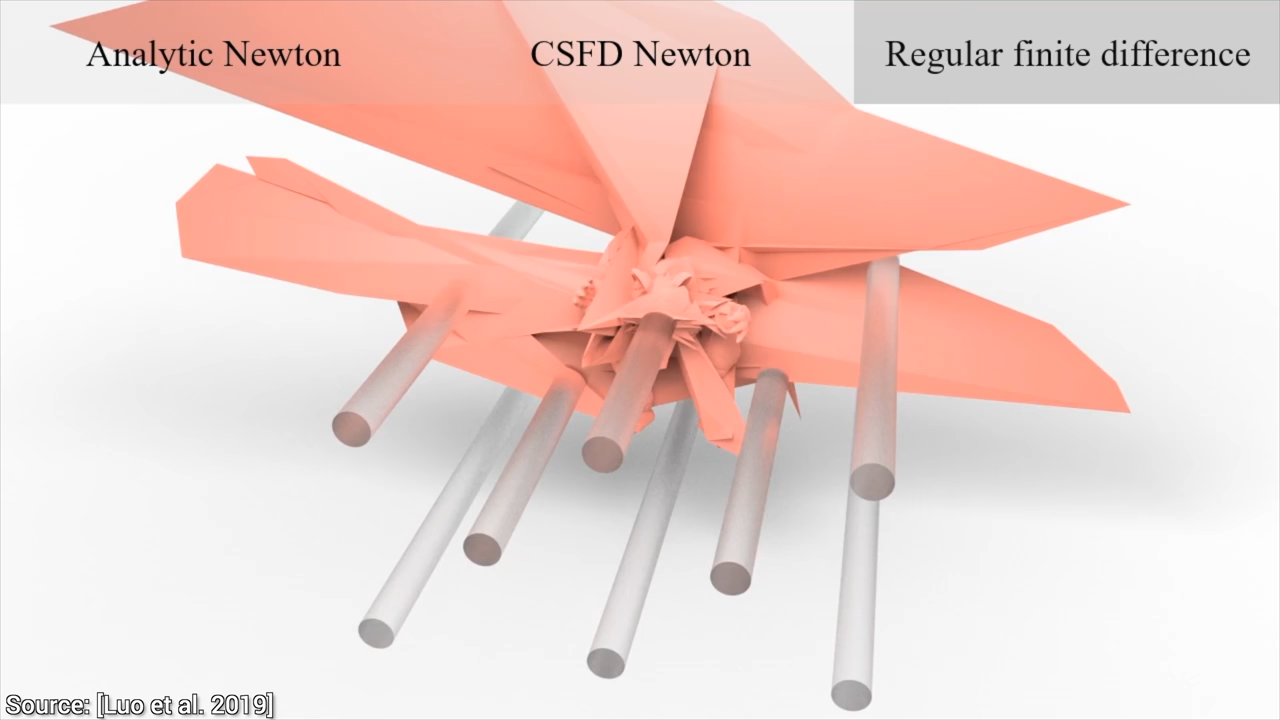 Analytic Newton
CSFD Newton
Regular finite difference
Source: [Luo et al. 2019]